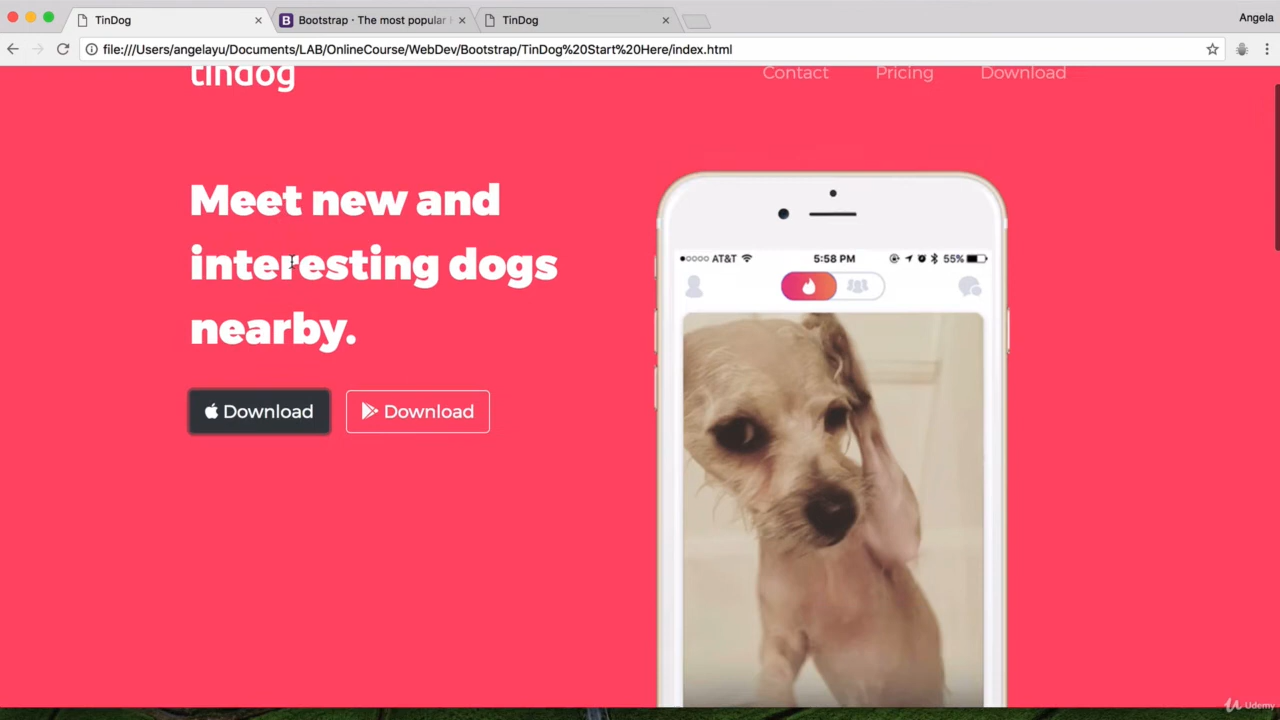 TinDog
Bootstrap · The most popular
TinDog
Angela
file:///Users/angelayu/Documents/LAB/OnlineCourse/WebDev/Bootstrap/TinDog%20Start%20Here/index.html
tindog
Contact
Pricing
Download
Meet new and
interesting dogs
nearby.
Download
Download
AT&T
5:58 PM
55%
Udemy